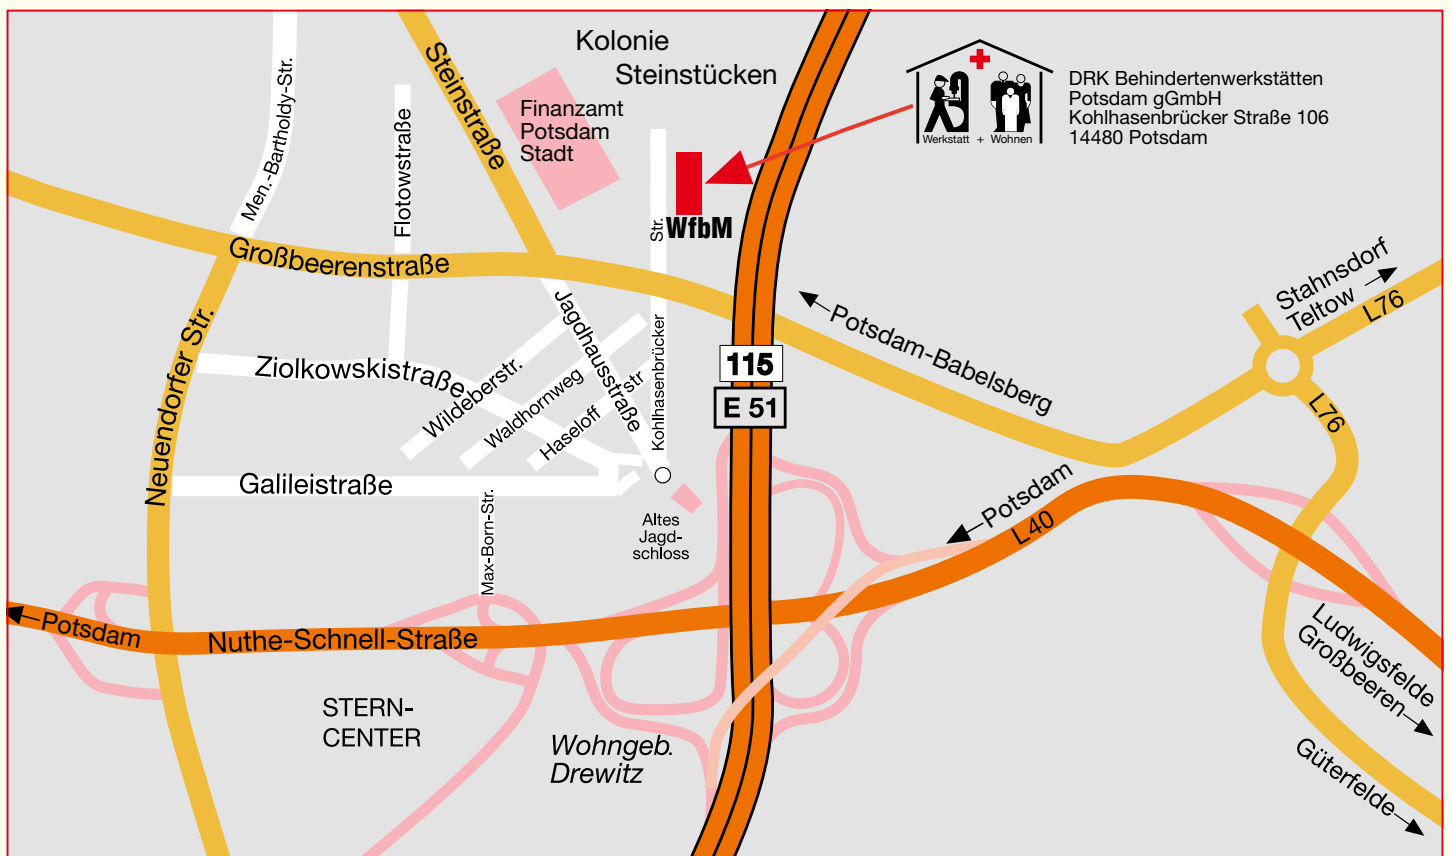 Kolonie
Steinstücken
Men.-Bartholdy-Str.
Steinstraße
Flotowstraße
Finanzamt
Potsdam
Stadt
Werkstatt + Wohnen
DRK Behindertenwerkstätten
Potsdam gGmbH
Kohlhasenbrücker Straße 106
14480 Potsdam
WfbM
Kohlhasenbrücker Str.
Großbeerenstraße
Jagdhausstraße
Neuendorfer Str.
Ziolkowskistraße
Wildeberstr.
Waldhornweg
Haseloff str
115
E 51
Potsdam-Babelsberg
Stahnsdorf
Teltow
L76
L76
Galileistraße
Max-Born-Str.
Altes
Jagd-
schloss
Potsdam
L40
Potsdam
Nuthe-Schnell-Straße
STERN-
CENTER
Wohngeb.
Drewitz
Ludwigsfelde
Großbeeren
Güterfelde